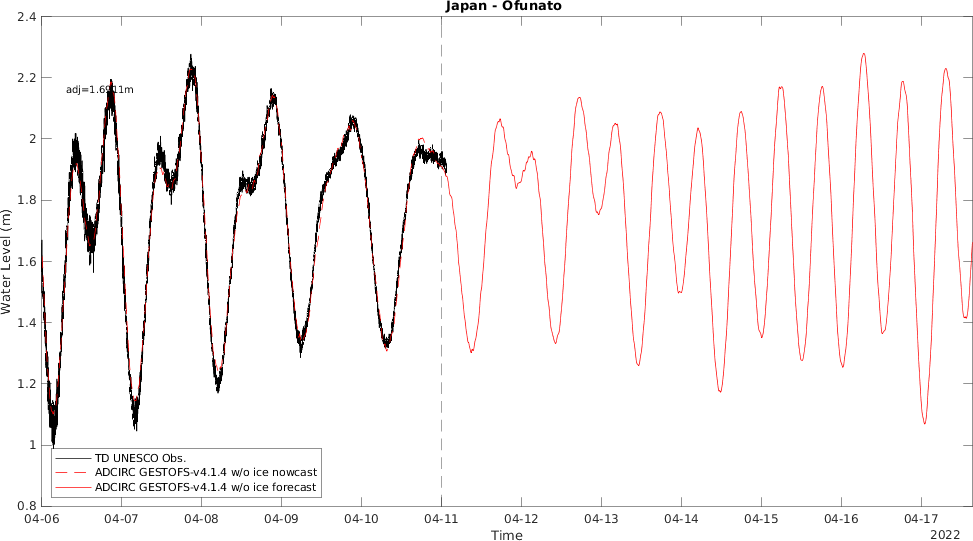 Japan - Ofunato
2.4
2.2
2
1.8
1.6
1.4
1.2
1
0.8
Water Level (m)
adj=1.6911m
TD UNESCO Obs.
ADCIRC GESTOFS-v4.1.4 w/o ice nowcast
ADCIRC GESTOFS-v4.1.4 w/o ice forecast
04-06 04-07 04-08 04-09 04-10 04-11 04-12 04-13 04-14 04-15 04-16 04-17
Time
2022